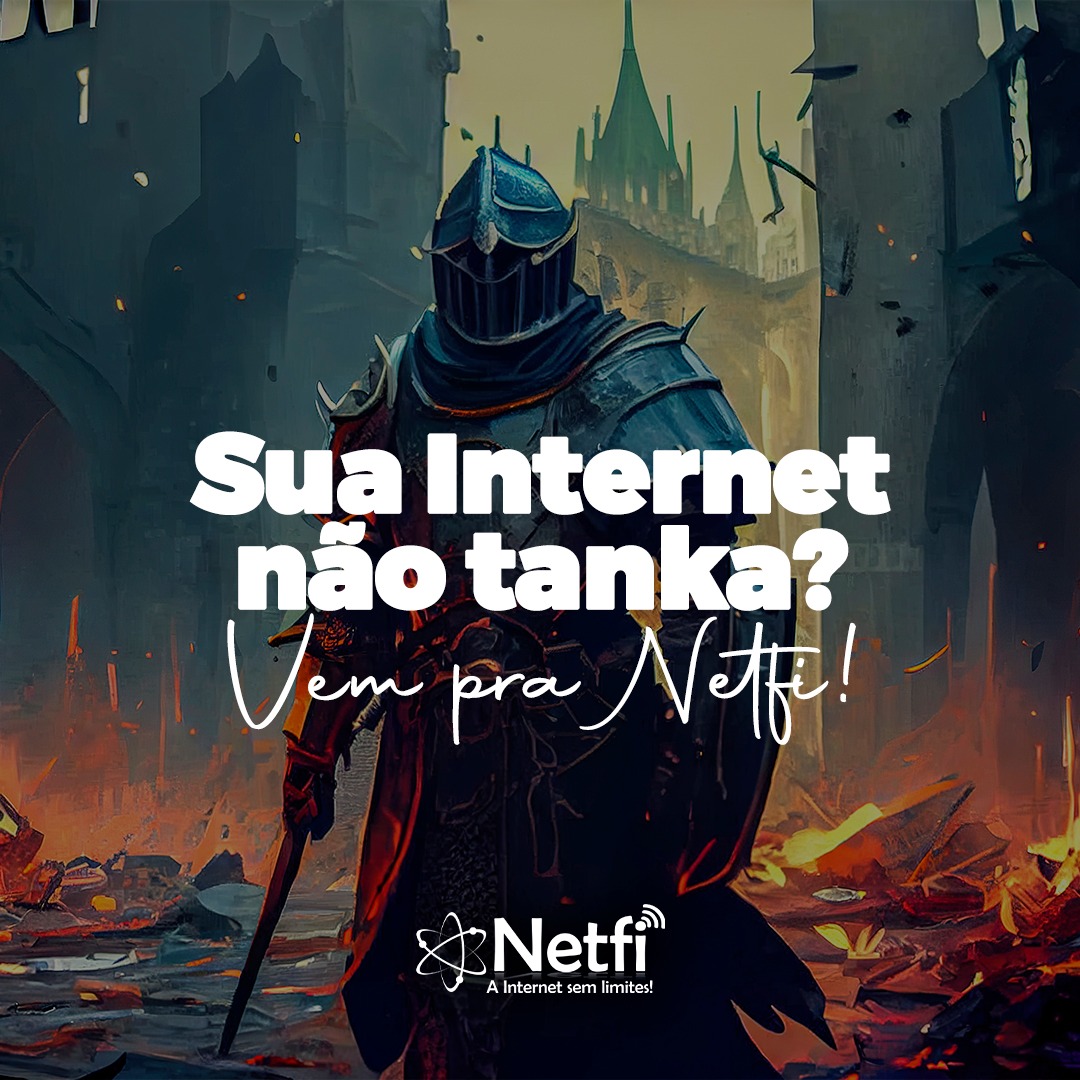 Sua Internet
não tanka?
Vem pra Netfi!
Netfi
A Internet sem limites!